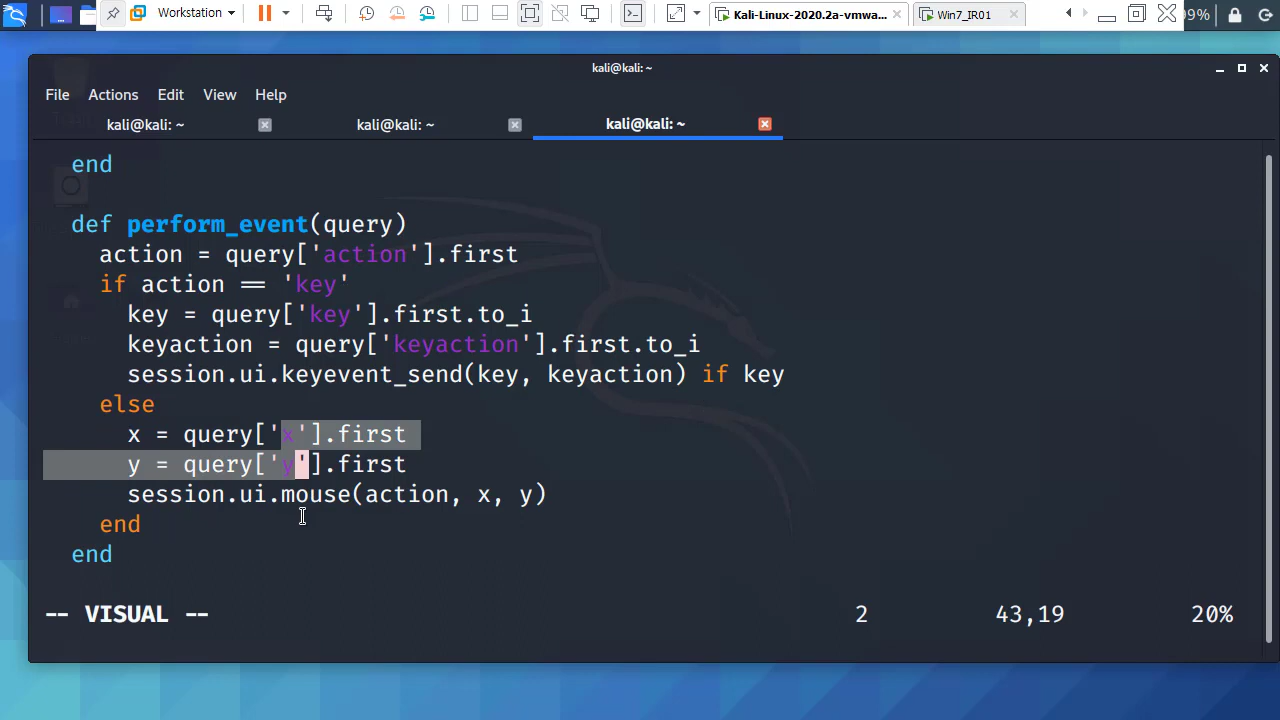 Workstation
Kali-Linux-2020.2a-vmwa...
Win7_IR01
99%
kali@kali: ~
File Actions Edit View Help
kali@kali: ~
kali@kali: ~
kali@kali: ~
end
def perform_event(query)
action = query['action'].first
if action == 'key'
key = query['key'].first.to_i
keyaction = query['keyaction'].first.to_i
session.ui.keyevent_send(key, keyaction) if key
else
x = query['x'].first
y = query['y'].first
session.ui.mouse(action, x, y)
end
end
-- VISUAL -- 2 43,19 20%